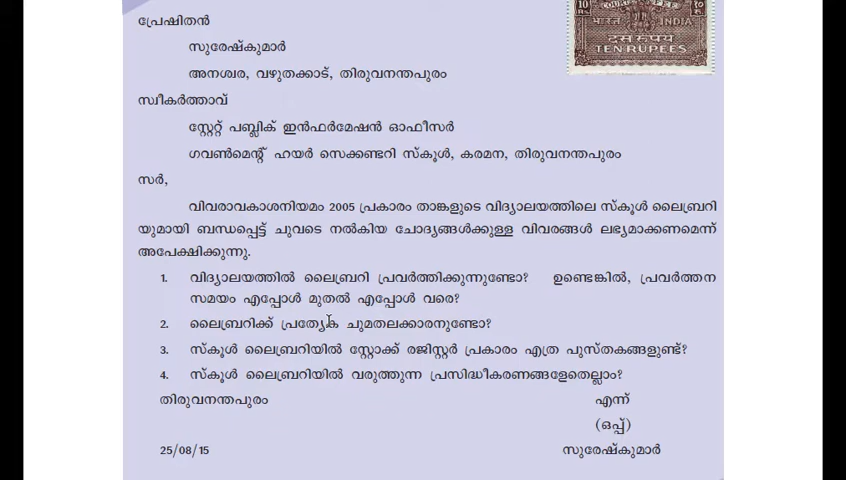 പ്രേഷിതൻ
സുരേഷ്കുമാർ
അനശ്വര, വഴുതക്കാട്, തിരുവനന്തപുരം
സ്വീകർത്താവ്
സ്റ്റേറ്റ് പബ്ലിക് ഇൻഫർമേഷൻ ഓഫീസർ
ഗവൺമെന്റ് ഹയർ സെക്കണ്ടറി സ്കൂൾ, കരമന, തിരുവനന്തപുരം
സർ,
വിവരാവകാശനിയമം 2005 പ്രകാരം താങ്കളുടെ വിദ്യാലയത്തിലെ സ്കൂൾ ലൈബ്രറി
യുമായി ബന്ധപ്പെട്ട് ചുവടെ നൽകിയ ചോദ്യങ്ങൾക്കുള്ള വിവരങ്ങൾ ലഭ്യമാക്കണമെന്ന്
അപേക്ഷിക്കുന്നു.
1. വിദ്യാലയത്തിൽ ലൈബ്രറി പ്രവർത്തിക്കുന്നുണ്ടോ? ഉണ്ടെങ്കിൽ, പ്രവർത്തന
സമയം എപ്പോൾ മുതൽ എപ്പോൾ വരെ?
2. ലൈബ്രറിക്ക് പ്രത്യേക ചുമതലക്കാരനുണ്ടോ?
3. സ്കൂൾ ലൈബ്രറിയിൽ സ്റ്റോക്ക് രജിസ്റ്റർ പ്രകാരം എത്ര പുസ്തകങ്ങളുണ്ട്?
4. സ്കൂൾ ലൈബ്രറിയിൽ വരുത്തുന്ന പ്രസിദ്ധീകരണങ്ങളേതെല്ലാം?
തിരുവനന്തപുരം എന്ന്
(ഒപ്പ്)
25/08/15 സുരേഷ്കുമാർ
10 Rs
भारत INDIA
दस रुपये
TEN RUPEES